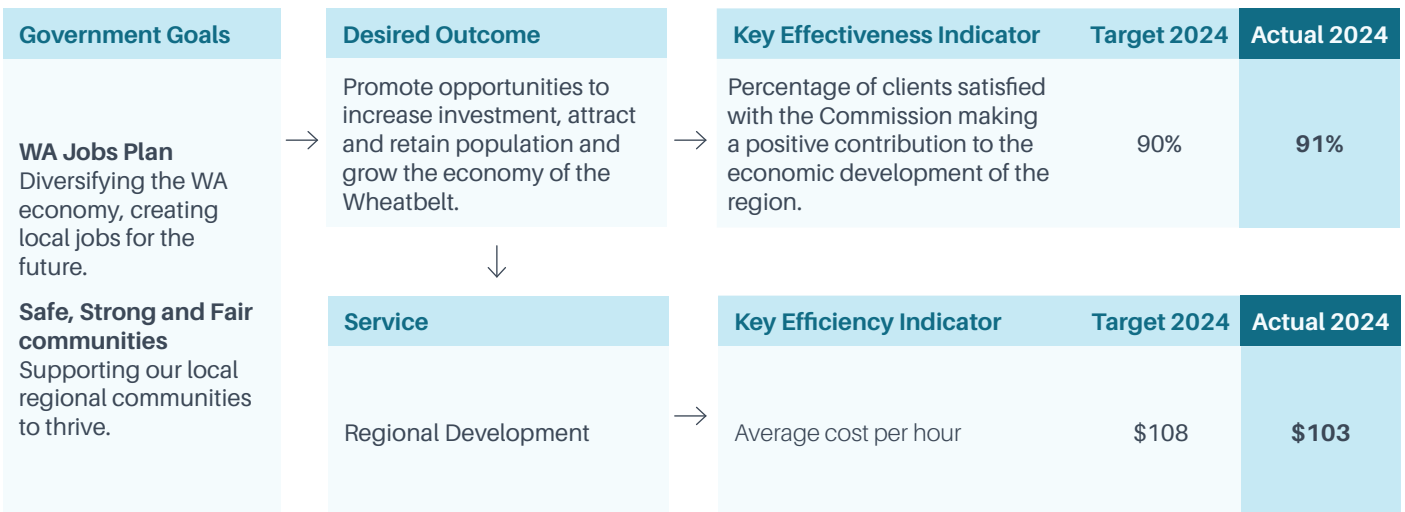 Government Goals
WA Jobs Plan
Diversifying the WA
economy, creating
local jobs for the
future.
Safe, Strong and Fair
communities
Supporting our local
regional communities
to thrive.
Desired Outcome
Promote opportunities to
increase investment, attract
and retain population and
grow the economy of the
Wheatbelt.
Key Effectiveness Indicator Target 2024 Actual 2024
Percentage of clients satisfied
with the Commission making
a positive contribution to the
economic development of the
region.
90% 91%
Service
Regional Development
Key Efficiency Indicator Target 2024 Actual 2024
Average cost per hour $108 $103